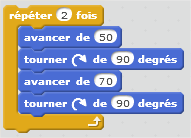 répéter 2 fois
avancer de 50
tourner de 90 degrés
avancer de 70
tourner de 90 degrés